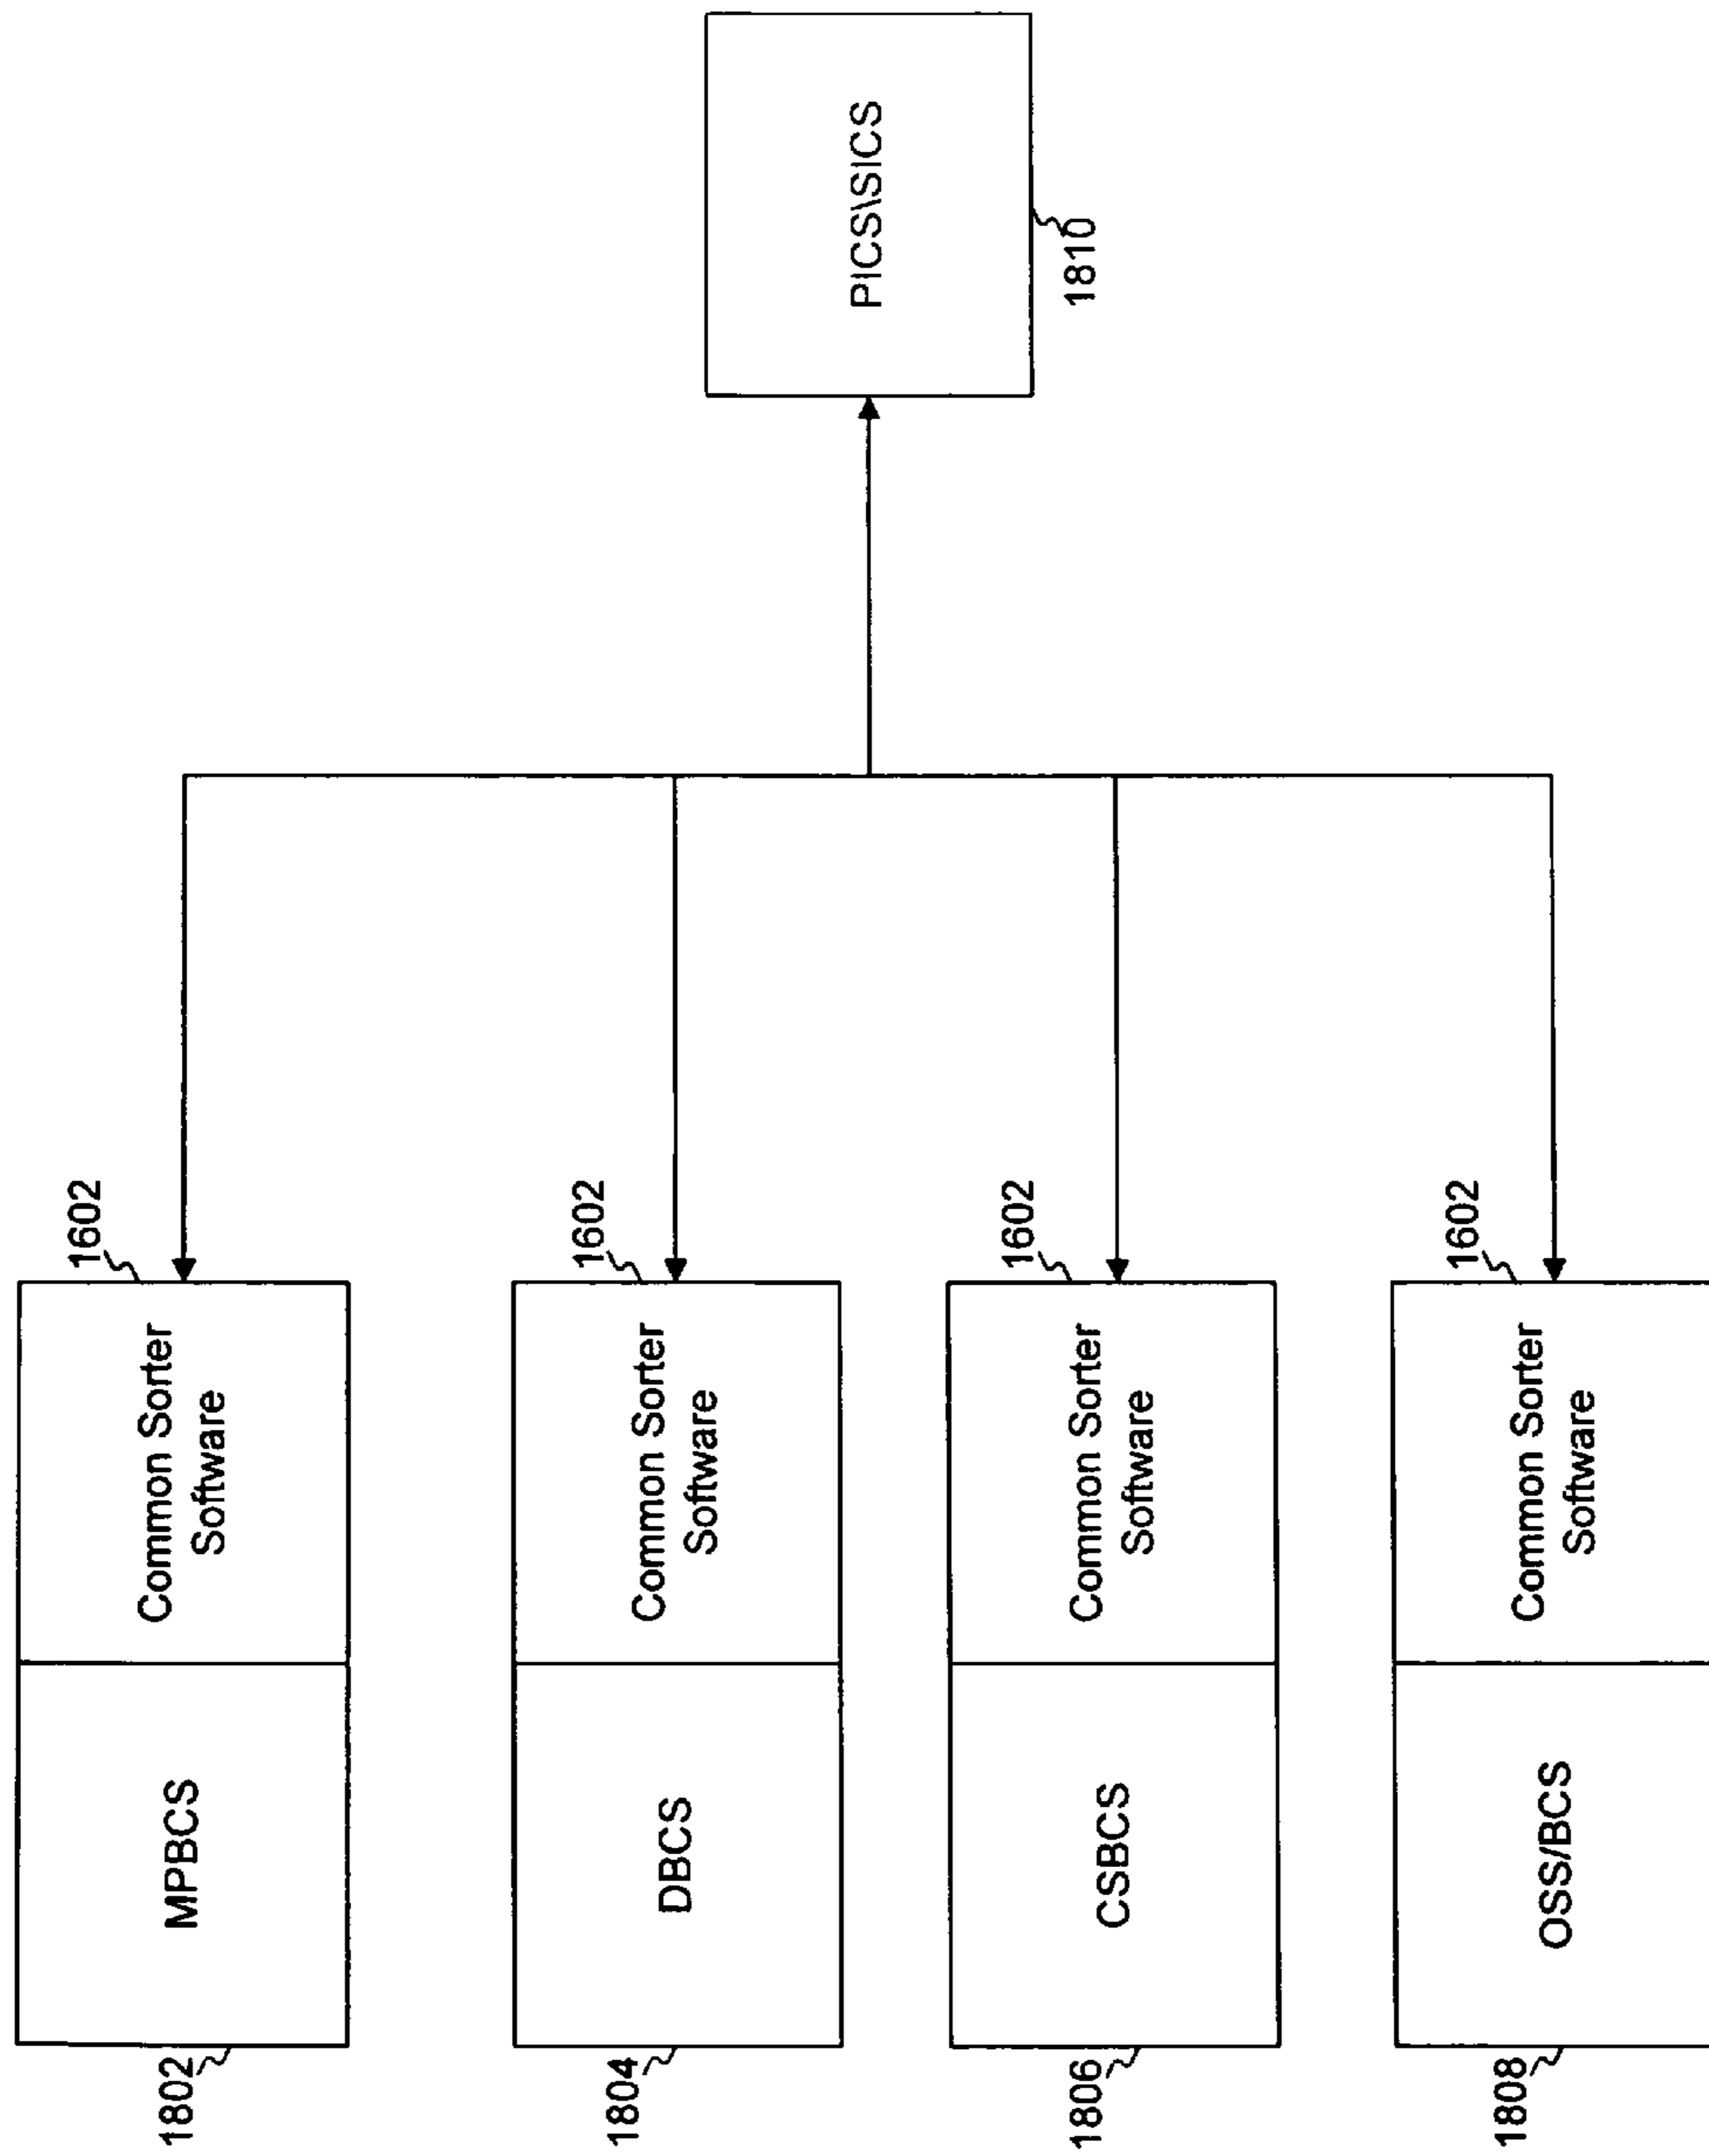 1802
MPBCS
Common Sorter
Software
1602
1804
DBCS
Common Sorter
Software
1602
1806
CSBCS
Common Sorter
Software
1602
1808
OSS/BCS
Common Sorter
Software
1602
PICS\SICS
1810